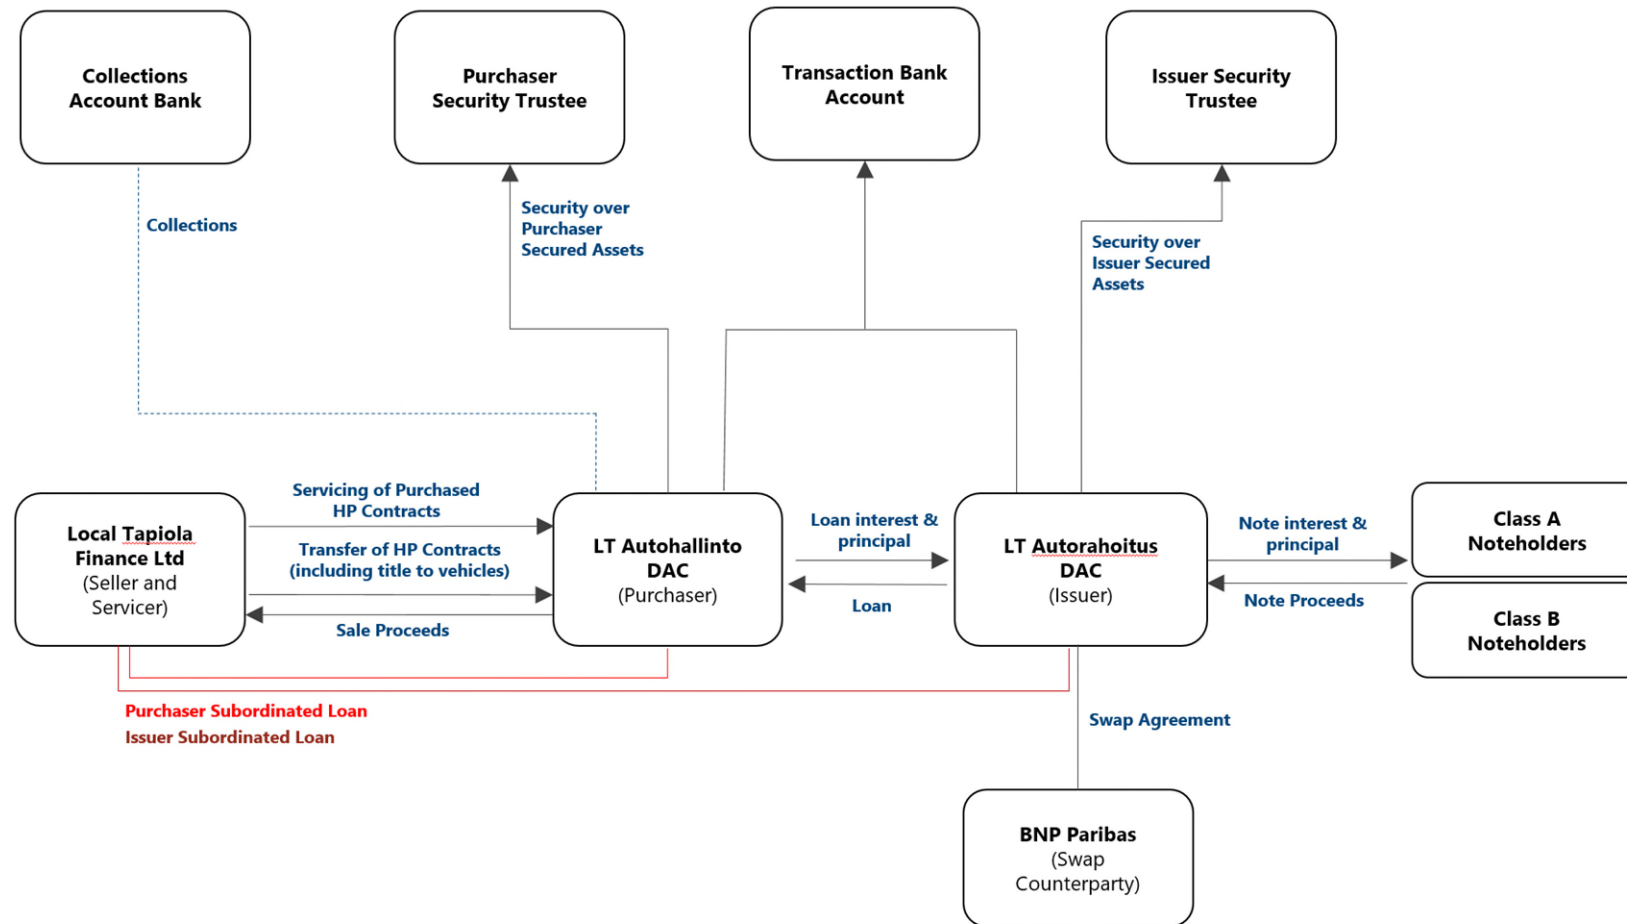 Collections
Account Bank
Purchaser
Security Trustee
Transaction Bank
Account
Issuer Security
Trustee
Collections
Security over
Purchaser
Secured Assets
Security over
Issuer Secured
Assets
Local Tapiola
Finance Ltd
(Seller and
Servicer)
Servicing of Purchased
HP Contracts
Transfer of HP Contracts
(including title to vehicles)
Sale Proceeds
LT Autohallinto
DAC
(Purchaser)
Loan interest &
principal
Loan
LT Autorahoitus
DAC
(Issuer)
Note interest &
principal
Note Proceeds
Class A
Noteholders
Class B
Noteholders
Purchaser Subordinated Loan
Issuer Subordinated Loan
Swap Agreement
BNP Paribas
(Swap
Counterparty)